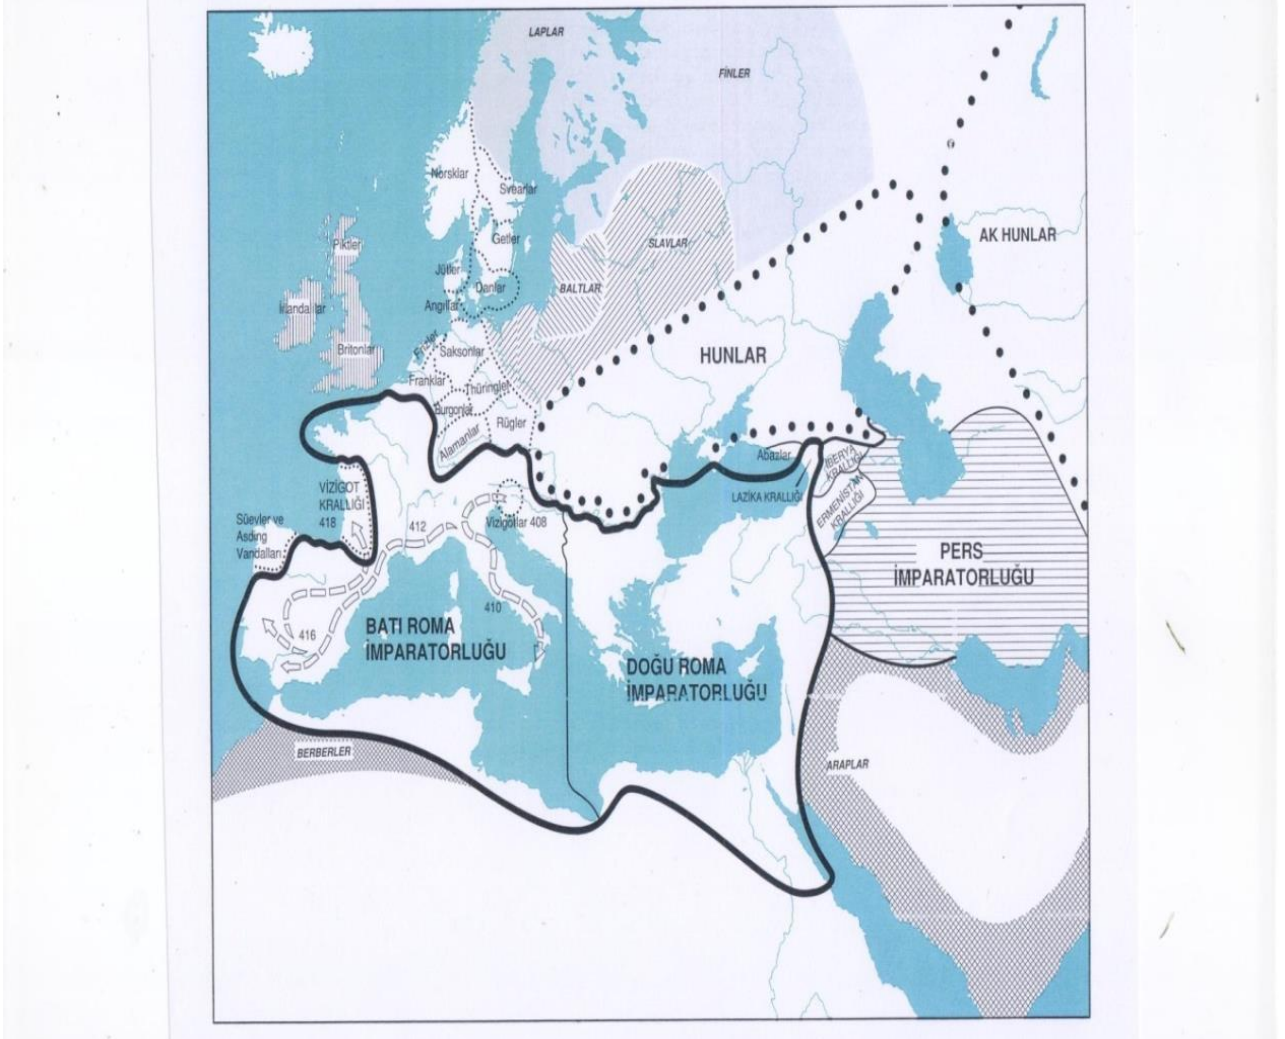 LAPLAR
FİNLER
Norsklar
Svearlar
AK HUNLAR
Getler
Piktler
SLAVLAR
Jütler
Danlar
BALTLAR
Angıllar
Britonlar
Saksonlar
HUNLAR
Franklar
Thüringler
Burgonlar
Rügler
Alamanlar
Abazlar
İBERYA
KRALLIĞI
LAZİKA KRALLIĞI
ERMENİSTAN
KRALLIĞI
VİZİGOT
KRALLIĞI
418
Süevler ve
Asding
Vandalları
412
Vizigotlar 408
PERS
İMPARATORLUĞU
410
416
BATI ROMA
İMPARATORLUĞU
DOĞU ROMA
İMPARATORLUĞU
BERBERLER
ARAPLAR